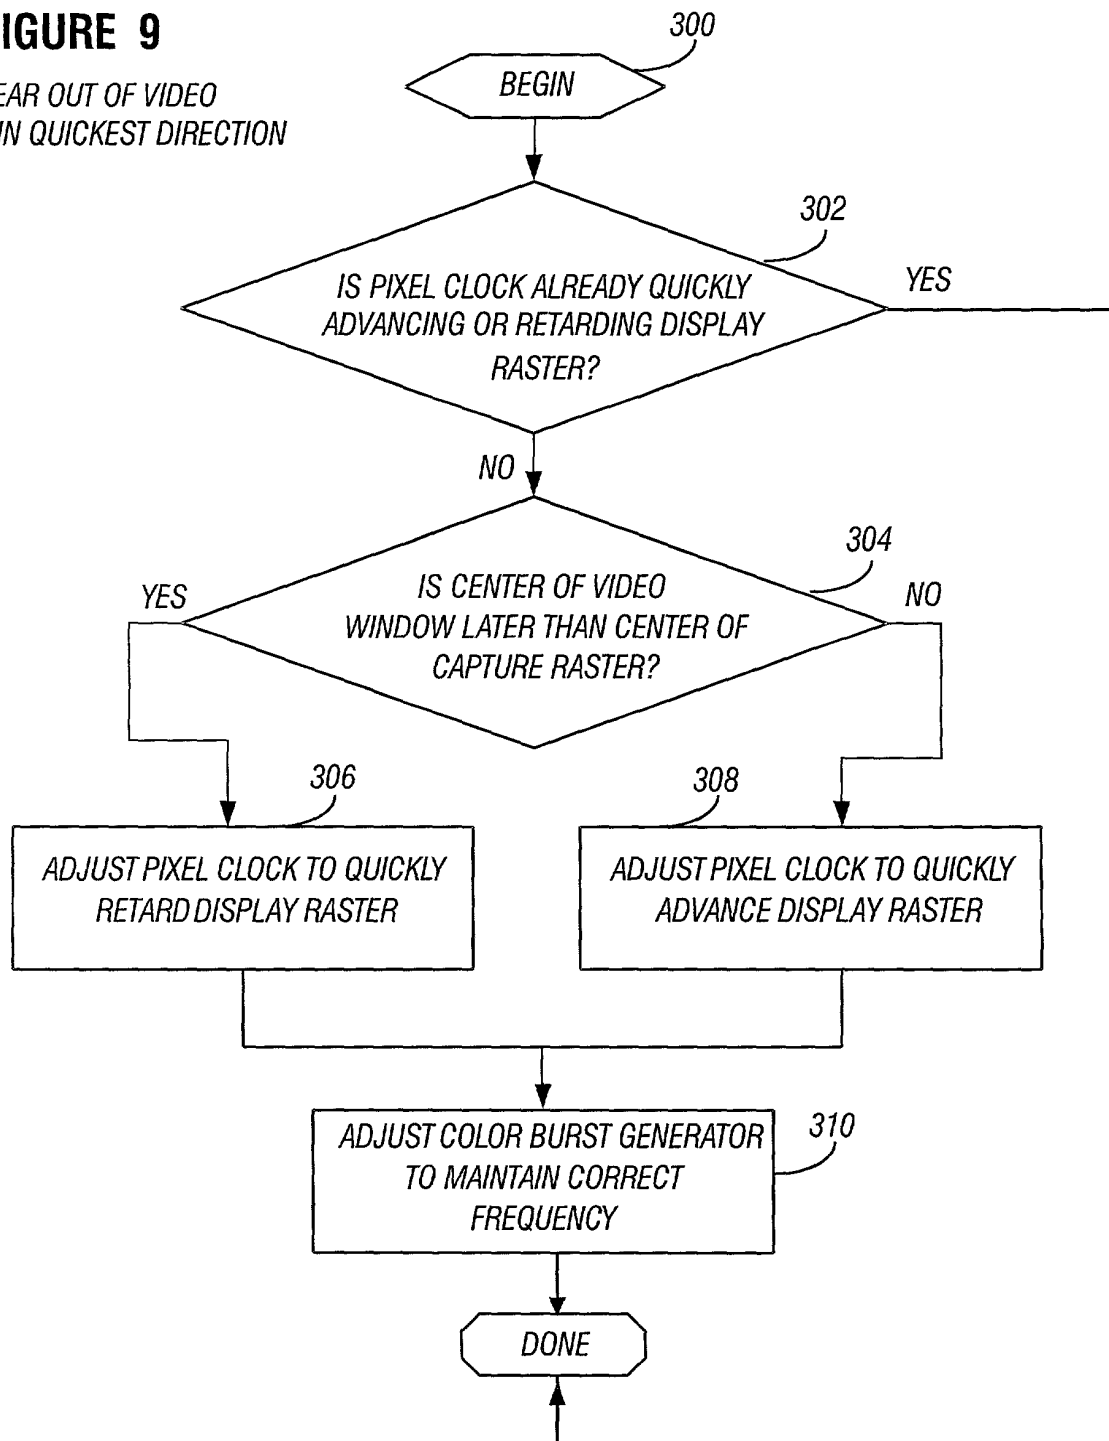 IGURE 9
EAR OUT OF VIDEO
IN QUICKEST DIRECTION
300
BEGIN
302
IS PIXEL CLOCK ALREADY QUICKLY
ADVANCING OR RETARDING DISPLAY
RASTER?
YES
NO
304
IS CENTER OF VIDEO
WINDOW LATER THAN CENTER OF
CAPTURE RASTER?
YES
NO
306
308
ADJUST PIXEL CLOCK TO QUICKLY
RETARD DISPLAY RASTER
ADJUST PIXEL CLOCK TO QUICKLY
ADVANCE DISPLAY RASTER
310
ADJUST COLOR BURST GENERATOR
TO MAINTAIN CORRECT
FREQUENCY
DONE